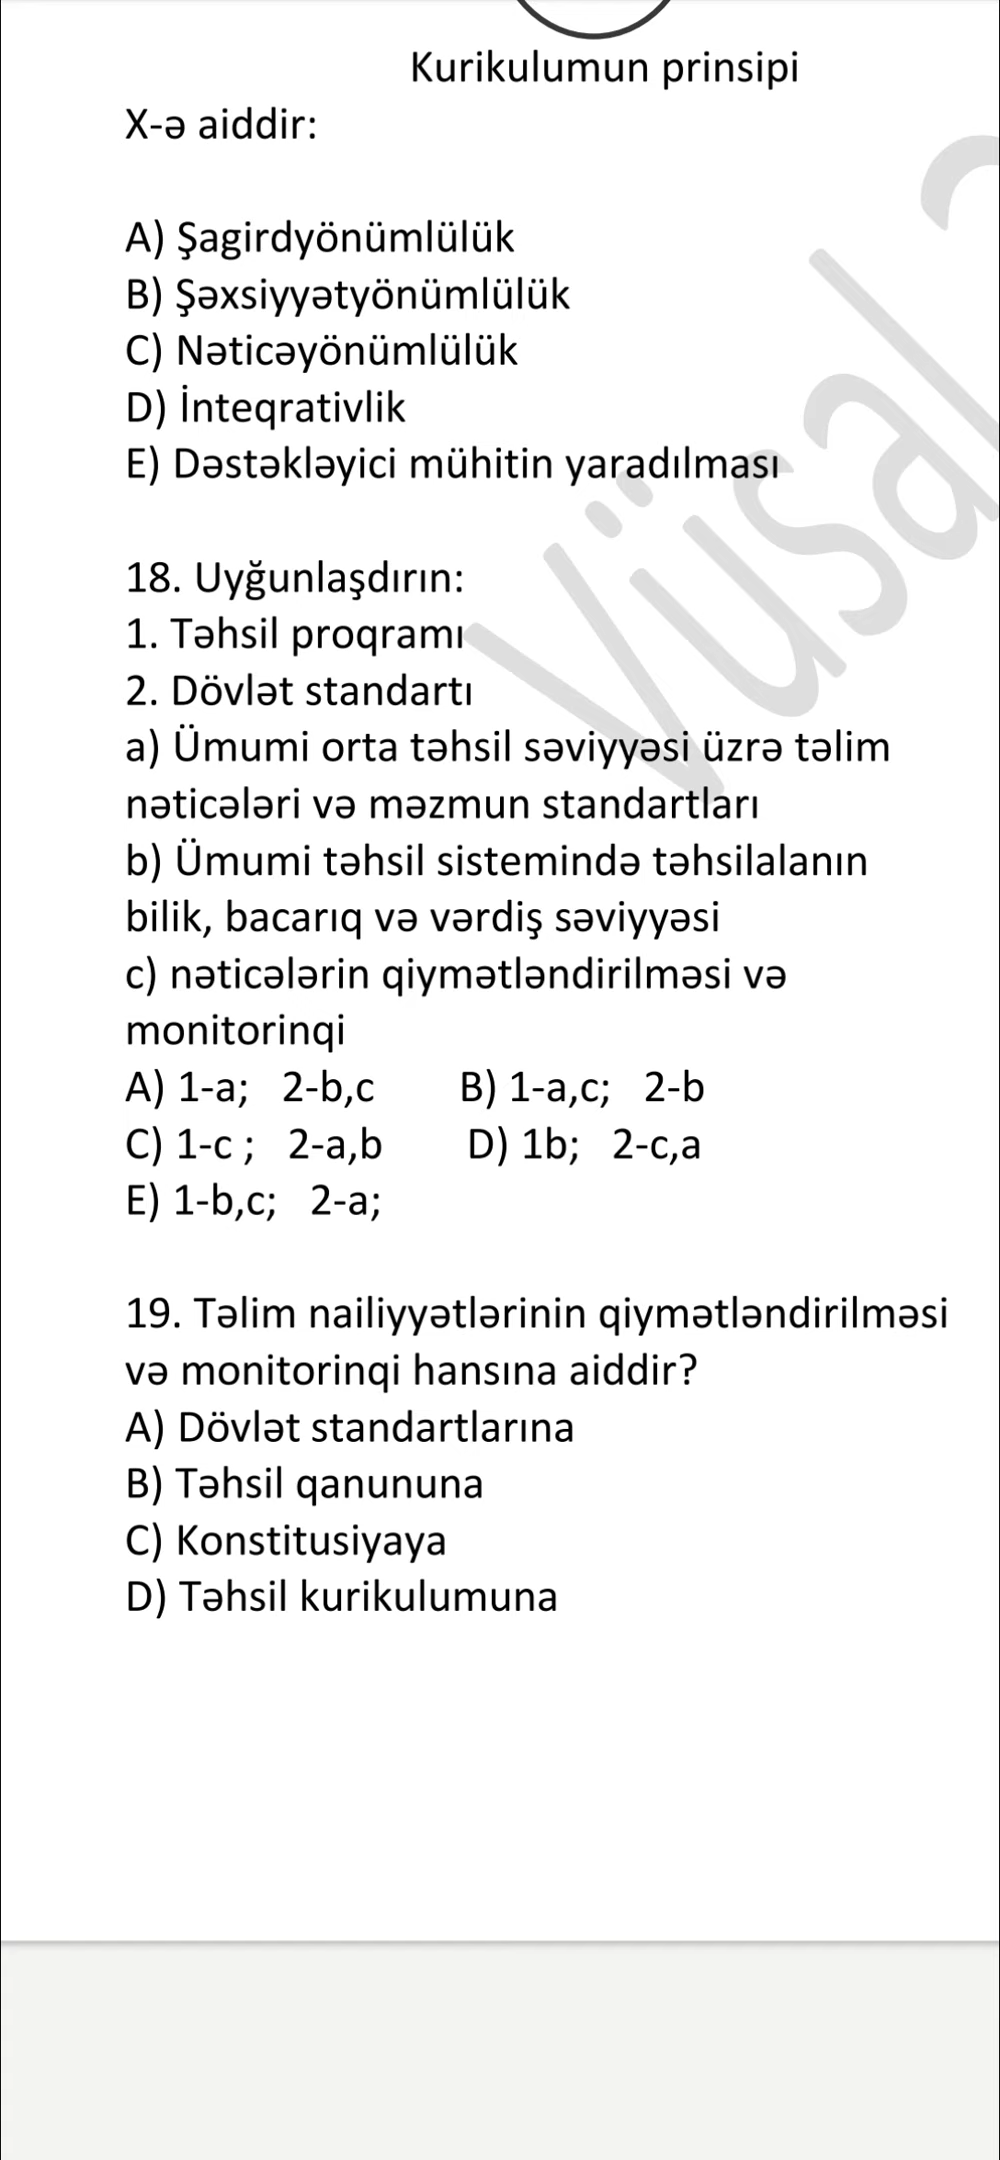 Kurikulumun prinsipi
X-ə aiddir:
A) Şagirdyönümlülük
B) Şəxsiyyətyönümlülük
C) Nəticəyönümlülük
D) İnteqrativlik
E) Dəstəkləyici mühitin yaradılması
18. Uyğunlaşdırın:
1. Təhsil proqramı
2. Dövlət standartı
a) Ümumi orta təhsil səviyyəsi üzrə təlim
nəticələri və məzmun standartları
b) Ümumi təhsil sistemində təhsilalanın
bilik, bacarıq və vərdiş səviyyəsi
c) nəticələrin qiymətləndirilməsi və
monitorinqi
A) 1-a; 2-b,c B) 1-a,c; 2-b
C) 1-c ; 2-a,b D) 1b; 2-c,a
E) 1-b,c; 2-a;
19. Təlim nailiyyətlərinin qiymətləndirilməsi
və monitorinqi hansına aiddir?
A) Dövlət standartlarına
B) Təhsil qanununa
C) Konstitusiyaya
D) Təhsil kurikulumuna
Vüsal